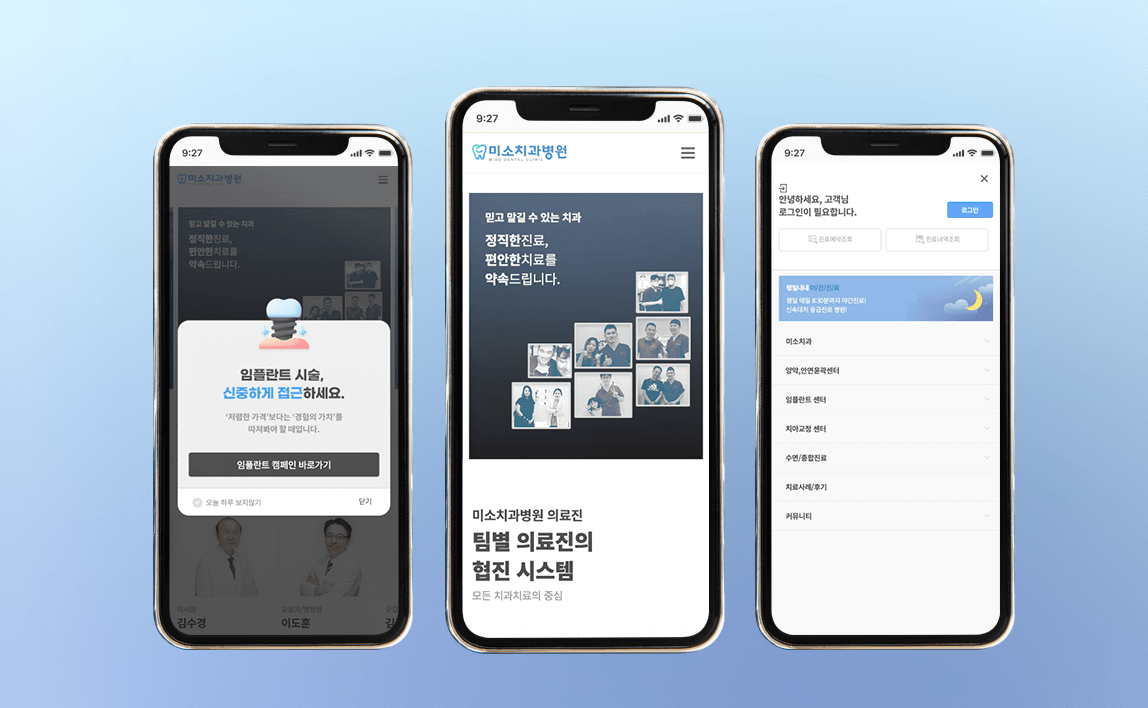 9:27
미소치과병원
믿고 맡길 수 있는 치과
정직한진료,
편안한치료를
약속드립니다.
임플란트 시술,
신중하게 접근하세요.
'저렴한 가격'보다는 '경험의 가치'를
따져봐야 할 때입니다.
임플란트 캠페인 바로가기
오늘 하루 보지않기
닫기
이사장
김수경
교정과/병원장
이도훈
9:27
미소치과병원
MISO DENTAL CLINIC
믿고 맡길 수 있는 치과
정직한진료,
편안한치료를
약속드립니다.
미소치과병원 의료진
팀별 의료진의
협진 시스템
모든 치과치료의 중심
9:27
안녕하세요, 고객님
로그인이 필요합니다.
로그인
진료예약조회
진료내역조회
평일내내 야/간/진/료
평일 매일 8:30분까지 야간진료!
신속대처 응급진료 병원!
미소치과
양악,안면윤곽센터
임플란트 센터
치아교정 센터
수면/종합진료
치료사례/후기
커뮤니티